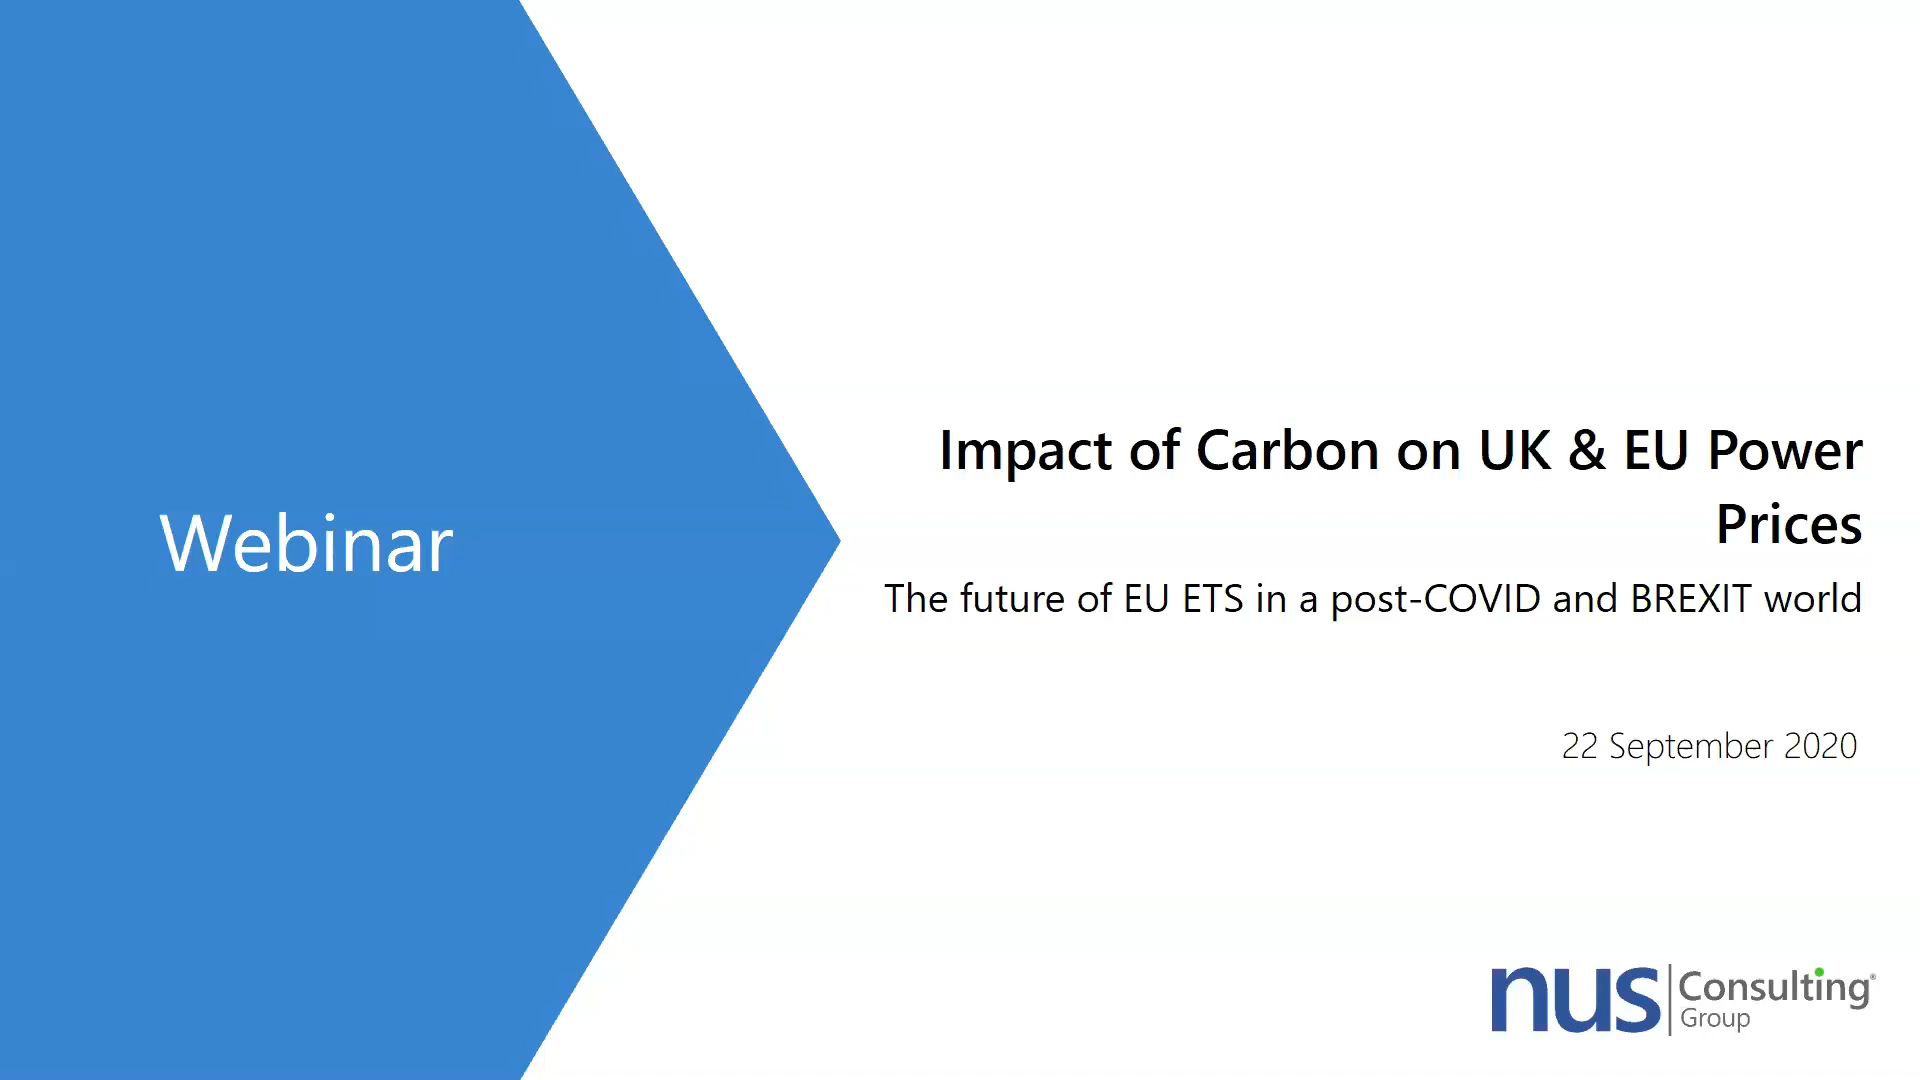 Webinar
Impact of Carbon on UK & EU Power
Prices
The future of EU ETS in a post-COVID and BREXIT world
22 September 2020
nus Consulting®
Group